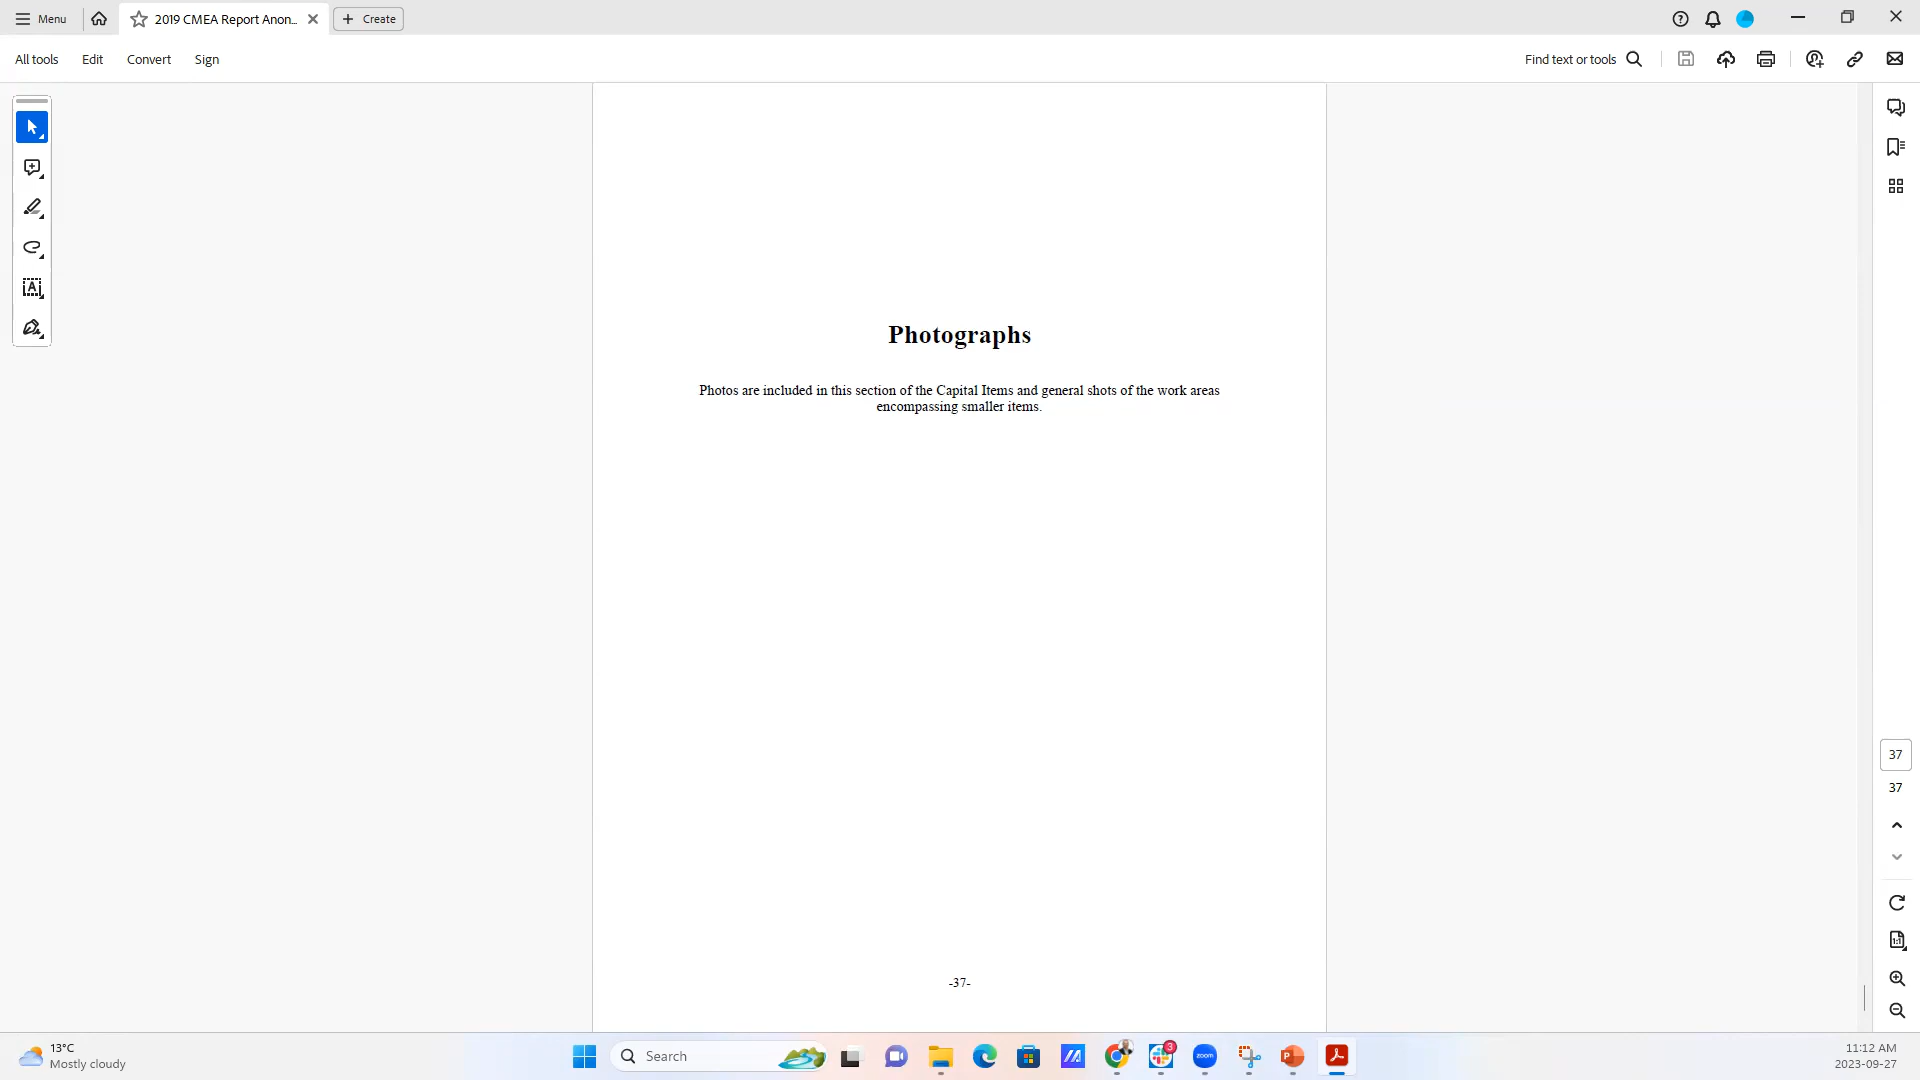 Menu
2019 CMEA Report Anon...
Create
All tools
Edit
Convert
Sign
Find text or tools
Photographs
Photos are included in this section of the Capital Items and general shots of the work areas
encompassing smaller items.
37
37
-37-
13°C
Mostly cloudy
Search
3
zoom
11:12 AM
2023-09-27